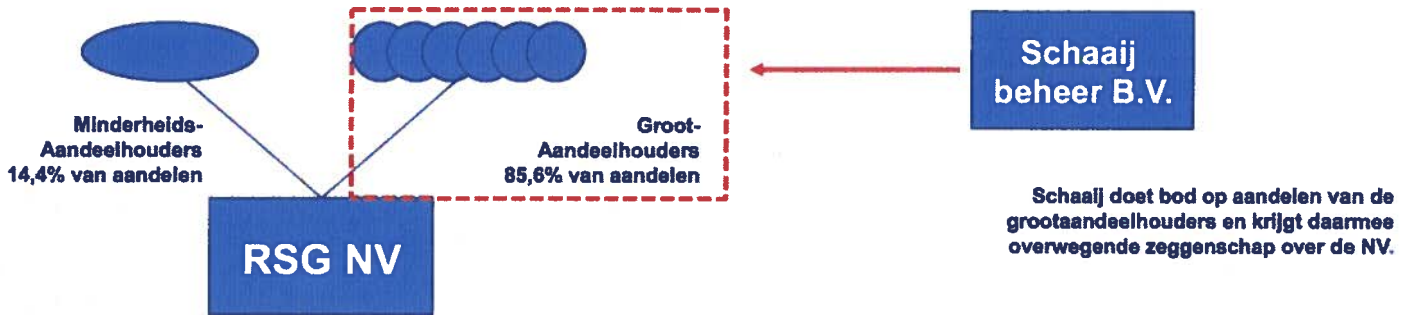 Minderheids-
Aandeelhouders
14,4% van aandelen
Groot-
Aandeelhouders
85,6% van aandelen
RSG NV
Schaaij
beheer B.V.
Schaaij doet bod op aandelen van de
grootaandeelhouders en krijgt daarmee
overwegende zeggenschap over de NV.